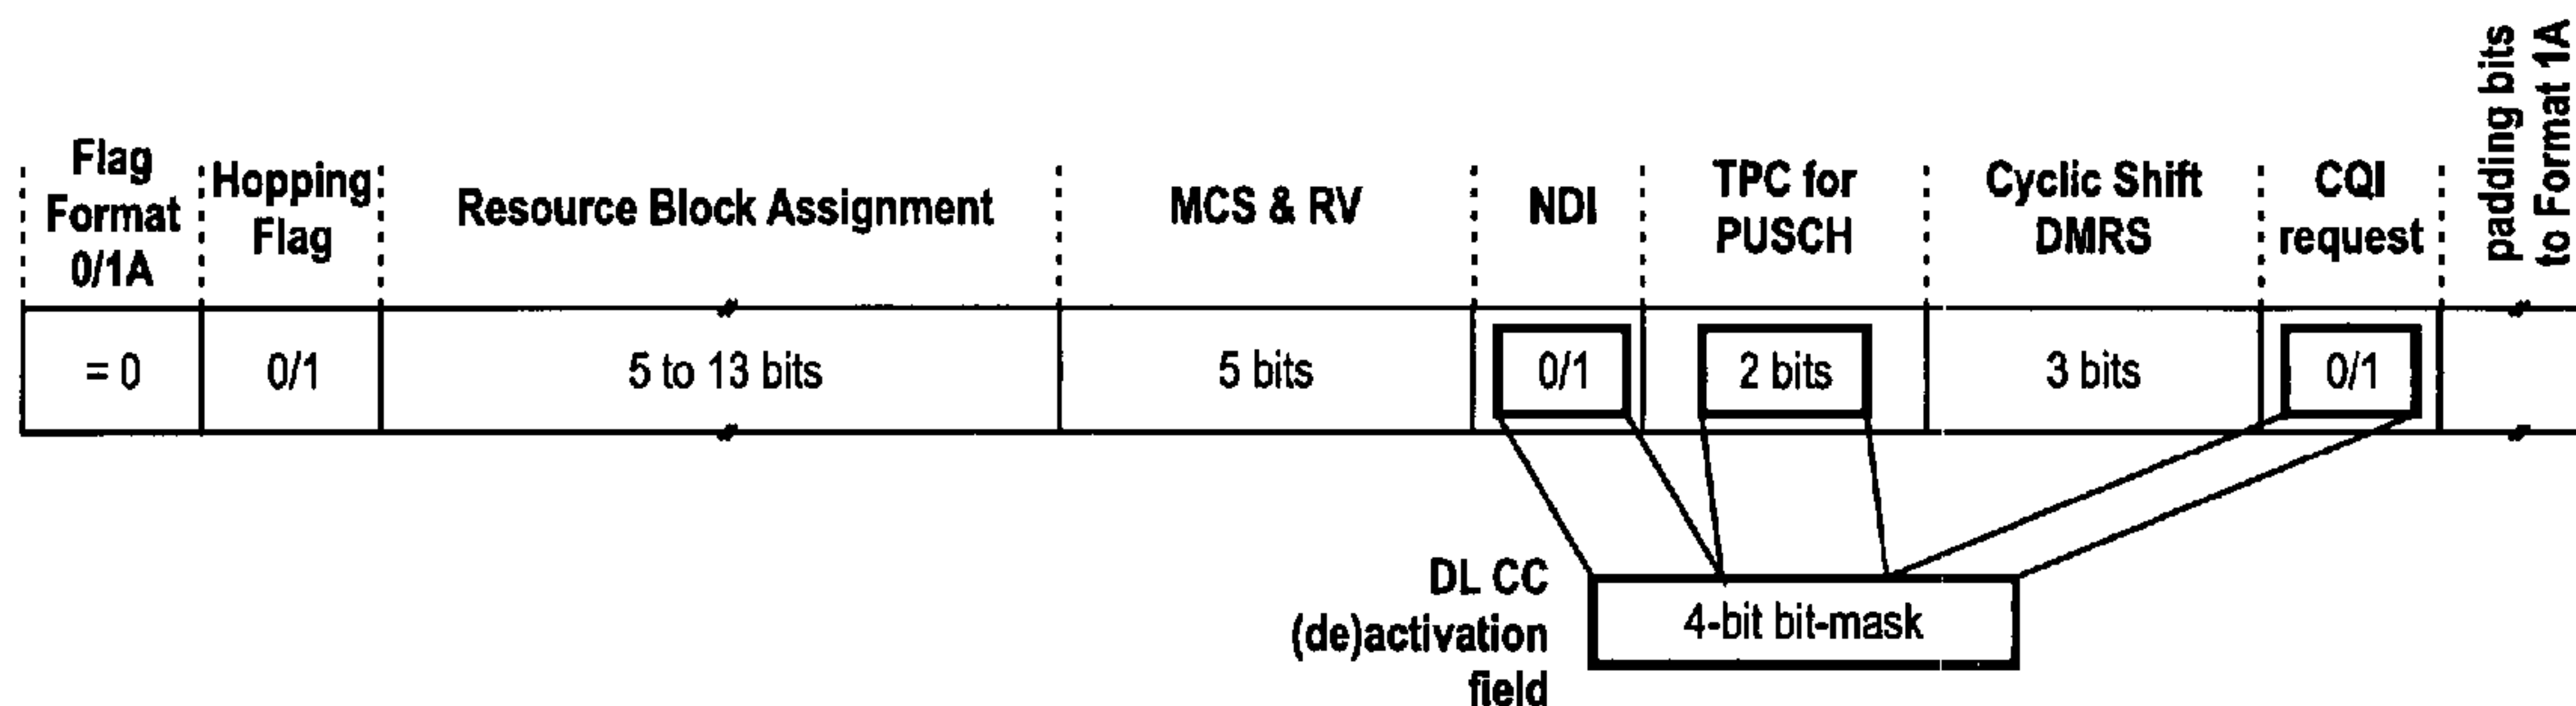 Flag
Format
0/1A
Hopping
Flag
Resource Block Assignment
MCS & RV
NDI
TPC for
PUSCH
Cyclic Shift
DMRS
CQI
request
padding bits
to Format 1A
= 0
0/1
5 to 13 bits
5 bits
0/1
2 bits
3 bits
0/1
DL CC
(de)activation
field
4-bit bit-mask